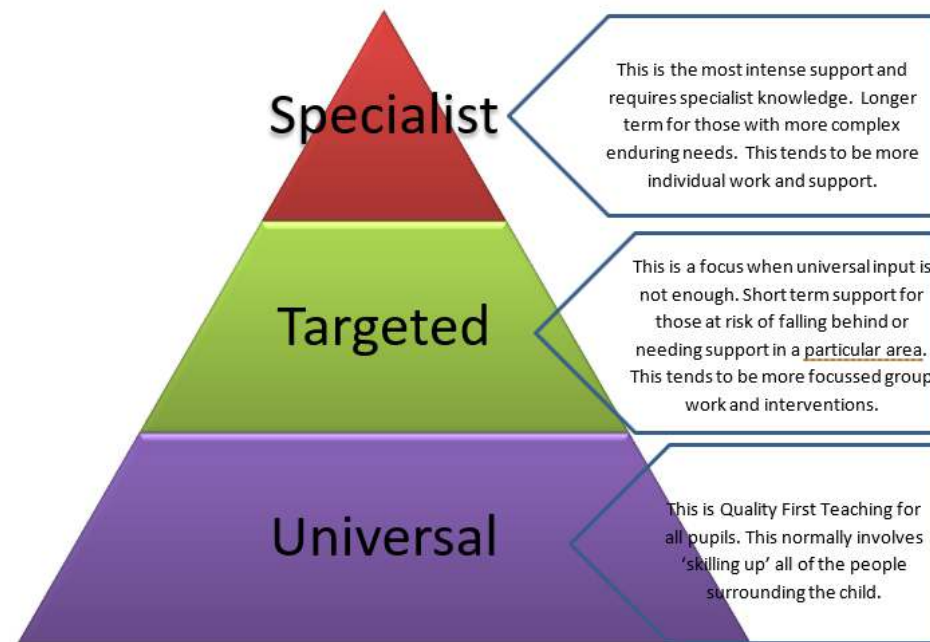 Specialist
This is the most intense support and
requires specialist knowledge. Longer
term for those with more complex
enduring needs. This tends to be more
individual work and support.
Targeted
This is a focus when universal input is
not enough. Short term support for
those at risk of falling behind or
needing support in a particular area.
This tends to be more focussed group
work and interventions.
Universal
This is Quality First Teaching for
all pupils. This normally involves
‘skilling up’ all of the people
surrounding the child.